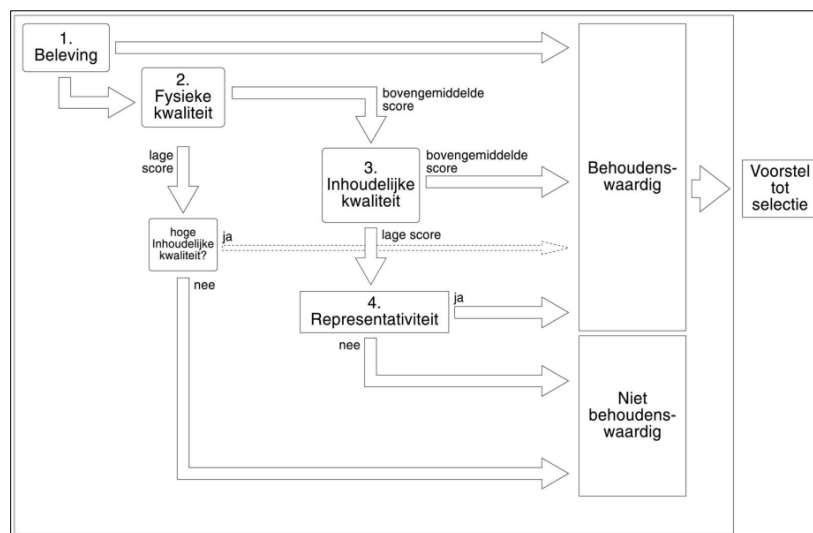 1.
Beleving
2.
Fysieke
kwaliteit
bovengemiddelde
score
lage
score
3.
Inhoudelijke
kwaliteit
bovengemiddelde
score
Behoudens-
waardig
Voorstel
tot
selectie
hoge
Inhoudelijke
kwaliteit?
ja
lage score
nee
4.
Representativiteit
ja
nee
Niet
behoudens-
waardig